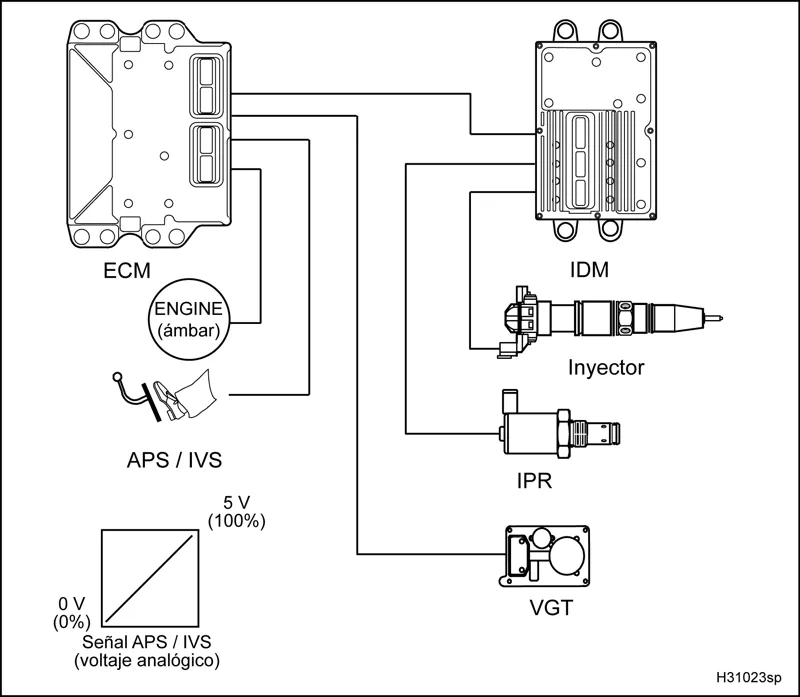 ECM
IDM
ENGINE
(ámbar)
Inyector
APS / IVS
IPR
5 V
(100%)
0 V
(0%)
VGT
Señal APS / IVS
(voltaje analógico)
H31023sp